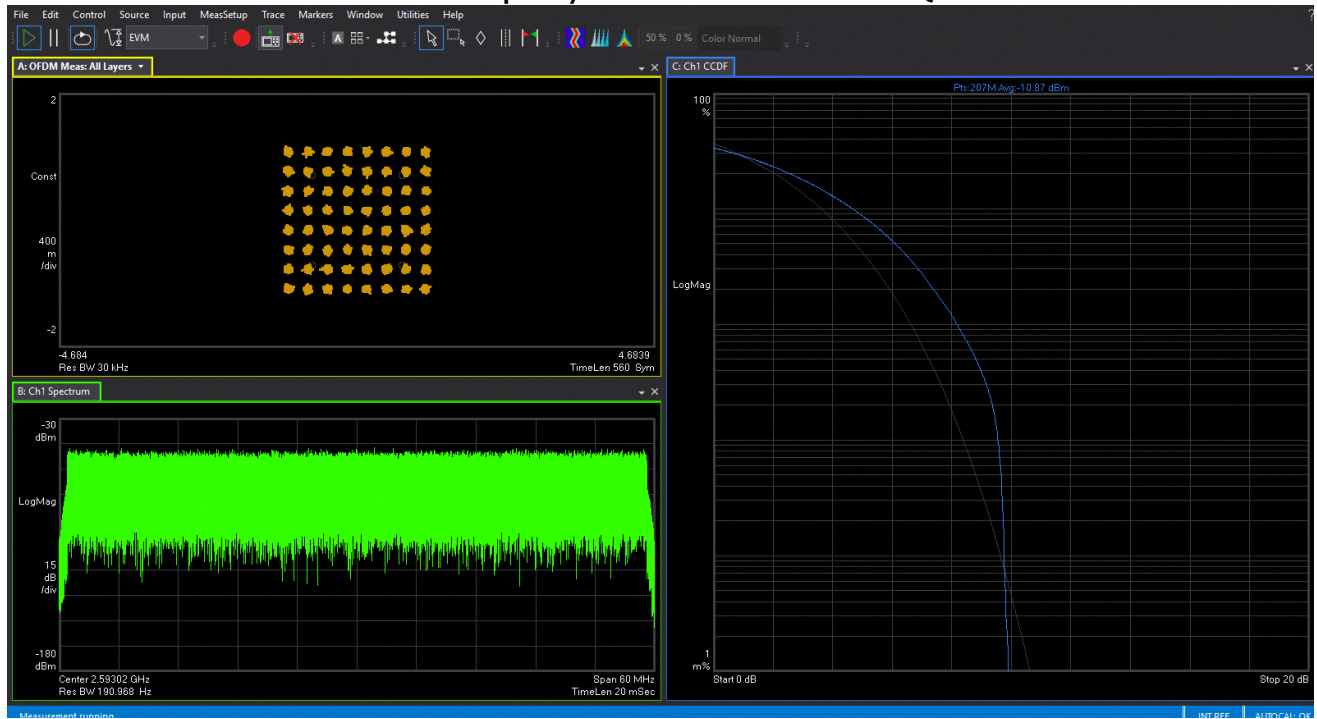 File Edit Control Source Input MeasSetup Trace Markers Window Utilities Help
EVM
A
50 % 0 % Color Normal
A: OFDM Meas: All Layers
2
Const
400
m
/div
-2
-4.684
4.6839
Res BW 30 kHz
TimeLen 560 Sym
B: Ch1 Spectrum
-30
dBm
LogMag
15
dB
/div
-180
dBm
Center 2.59302 GHz
Span 60 MHz
Res BW 190.968 Hz
TimeLen 20 mSec
C: Ch1 CCDF
Pts:207M Avg:-10.87 dBm
100
%
LogMag
1
m%
Start 0 dB
Stop 20 dB
Measurement running
INT REF
AUTOCAL: OK